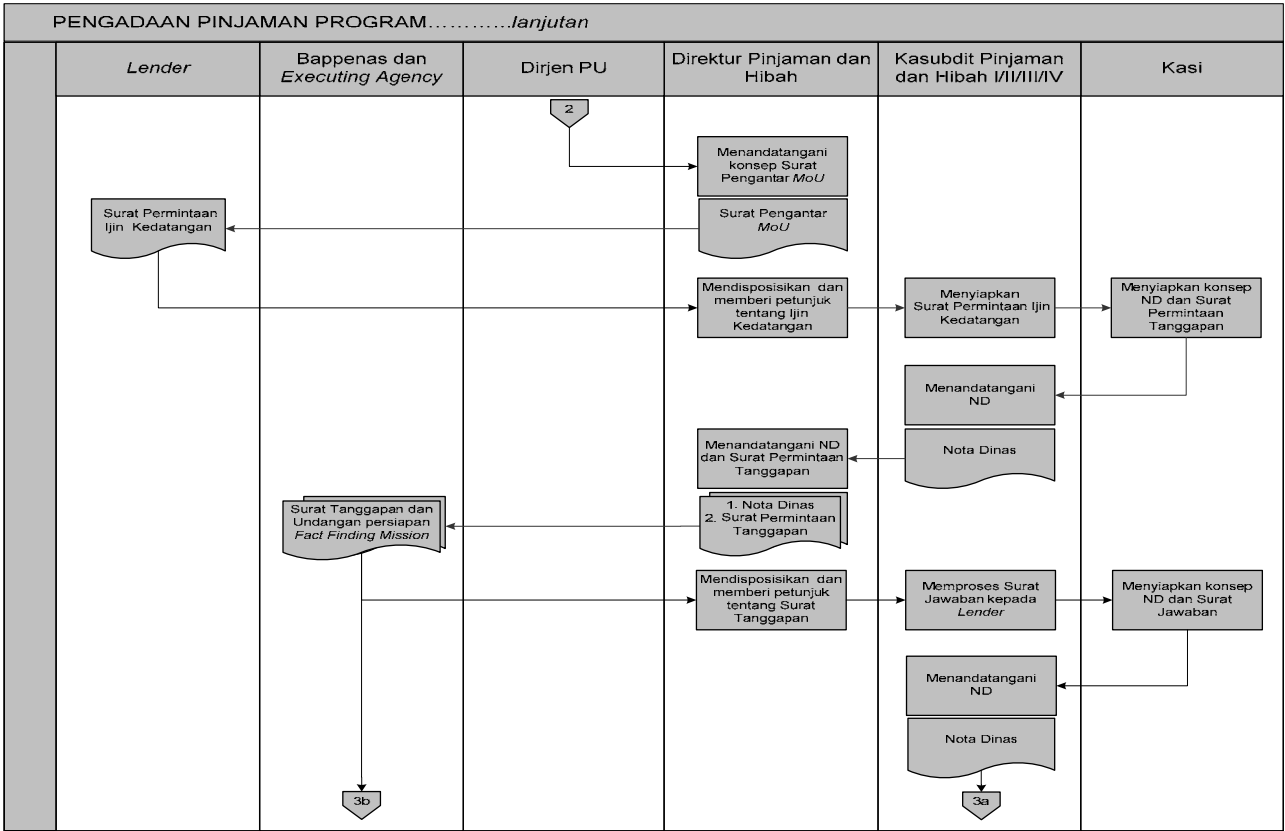 PENGADAAN PINJAMAN PROGRAM…………lanjutan
Lender
Bappenas dan
Executing Agency
Dirjen PU
Direktur Pinjaman dan
Hibah
Kasubdit Pinjaman
dan Hibah I/II/III/IV
Kasi
2
Menandatangani
konsep Surat
Pengantar MoU
Surat Permintaan
Ijin Kedatangan
Surat Pengantar
MoU
Mendisposisikan dan
memberi petunjuk
tentang Ijin
Kedatangan
Menyiapkan
Surat Permintaan Ijin
Kedatangan
Menyiapkan konsep
ND dan Surat
Permintaan
Tanggapan
Menandatangani
ND
Menandatangani ND
dan Surat Permintaan
Tanggapan
Nota Dinas
Surat Tanggapan dan
Undangan persiapan
Fact Finding Mission
1. Nota Dinas
2. Surat Permintaan
Tanggapan
Mendisposisikan dan
memberi petunjuk
tentang Surat
Tanggapan
Memproses Surat
Jawaban kepada
Lender
Menyiapkan konsep
ND dan Surat
Jawaban
Menandatangani
ND
Nota Dinas
3b
3a